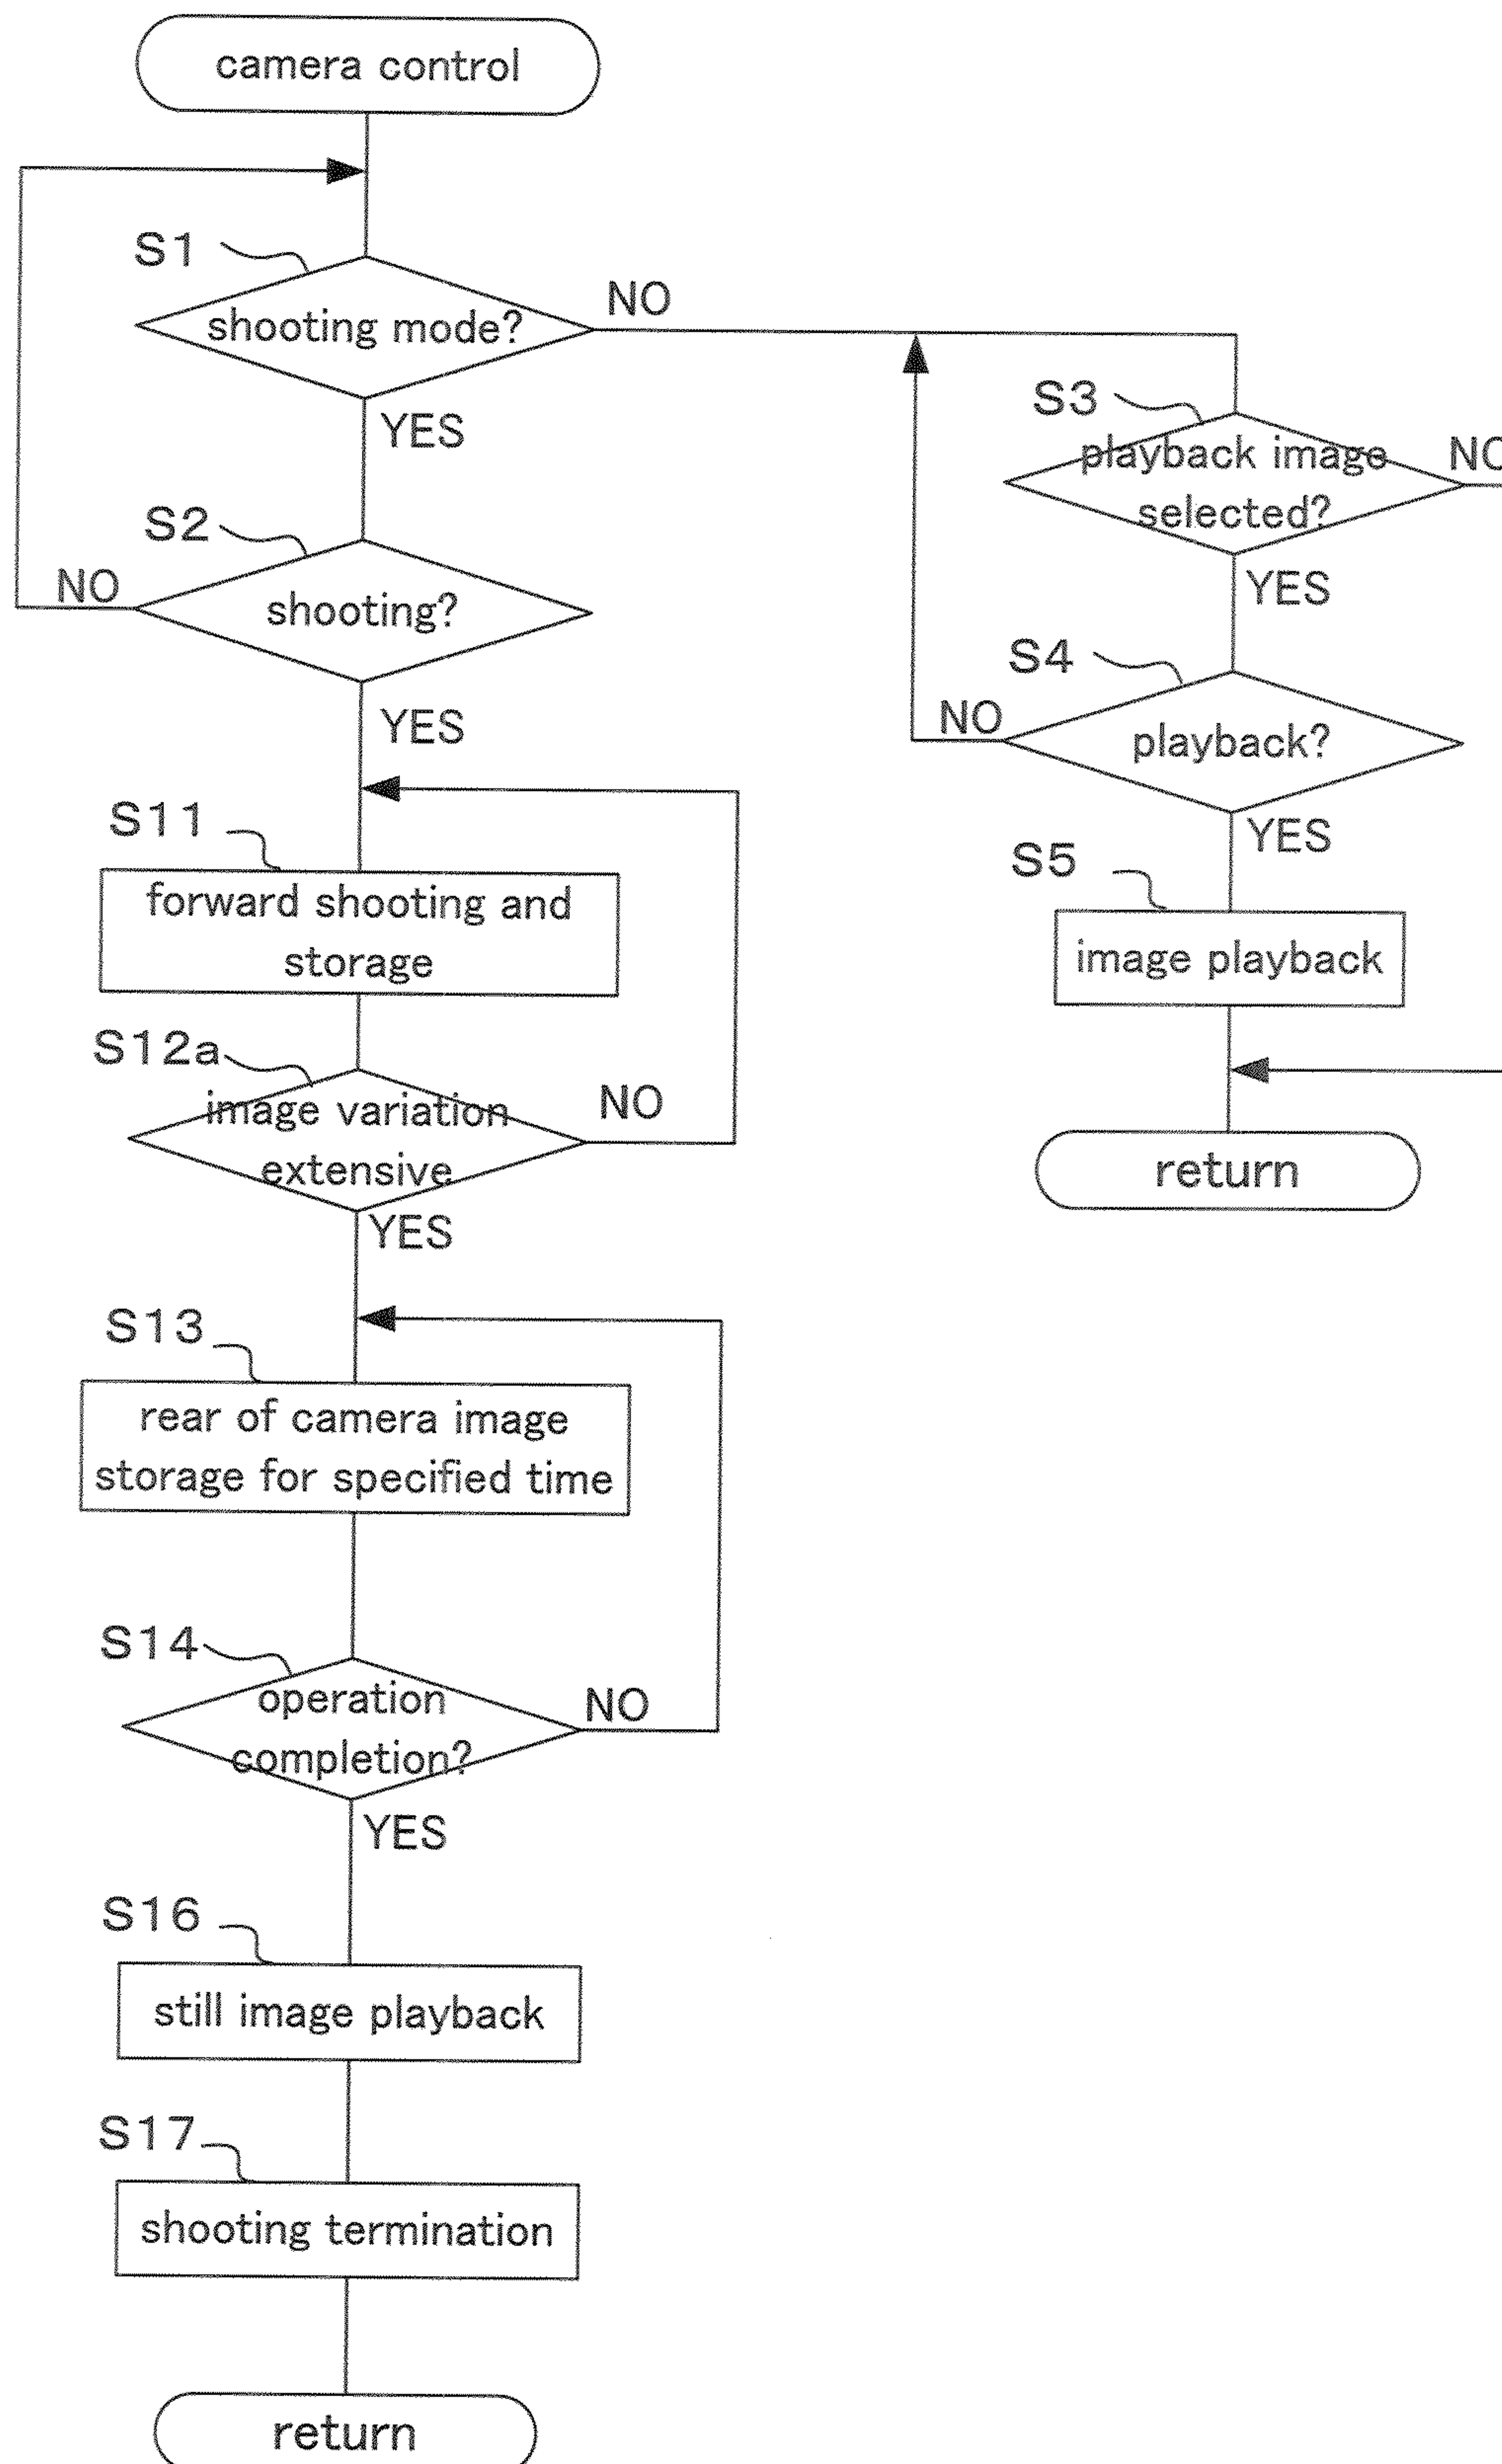 camera control
S1
shooting mode?
NO
YES
S2
NO
shooting?
YES
S11
forward shooting and
storage
S12a
image variation
extensive
NO
YES
S13
rear of camera image
storage for specified time
S14
operation
completion?
NO
YES
S16
still image playback
S17
shooting termination
return
S3
playback image
selected?
NO
YES
S4
NO
playback?
YES
S5
image playback
return